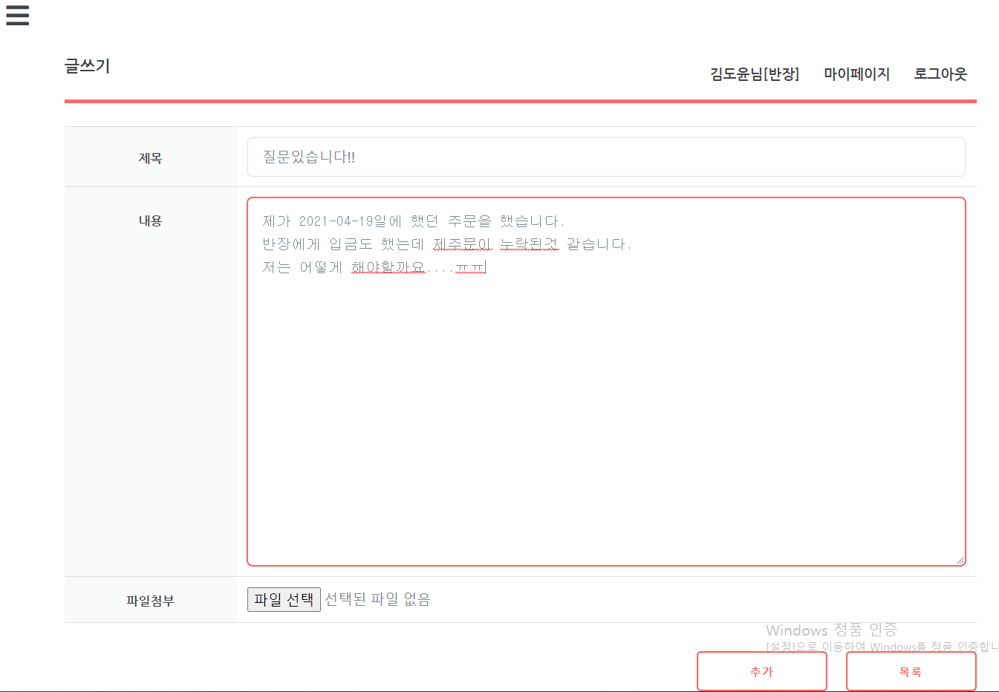 글쓰기
김도윤님[반장] 마이페이지 로그아웃
제목
질문있습니다!!
내용
제가 2021-04-19일에 했던 주문을 했습니다.
반장에게 입금도 했는데 제주문이 누락된것 같습니다.
저는 어떻게 해야할까요....ㅠㅠ
파일첨부
파일 선택 선택된 파일 없음
Windows 정품 인증
[설정]으로 이동하여 Windows를 정품 인증합니
추가 목록